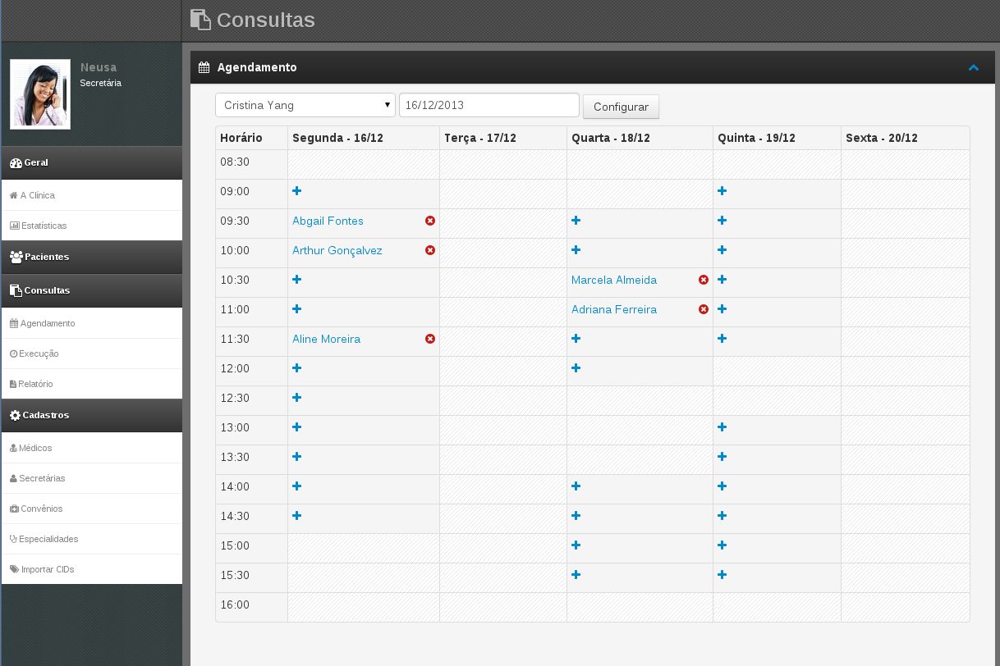 Consultas
Neusa
Secretária
Geral
A Clínica
Estatísticas
Pacientes
Consultas
Agendamento
Execução
Relatório
Cadastros
Médicos
Secretárias
Convênios
Especialidades
Importar CIDs
Agendamento
Cristina Yang 16/12/2013 Configurar
Horário Segunda - 16/12 Terça - 17/12 Quarta - 18/12 Quinta - 19/12 Sexta - 20/12
08:30
09:00
09:30 Abgail Fontes
10:00 Arthur Gonçalvez
10:30 Marcela Almeida
11:00 Adriana Ferreira
11:30 Aline Moreira
12:00
12:30
13:00
13:30
14:00
14:30
15:00
15:30
16:00